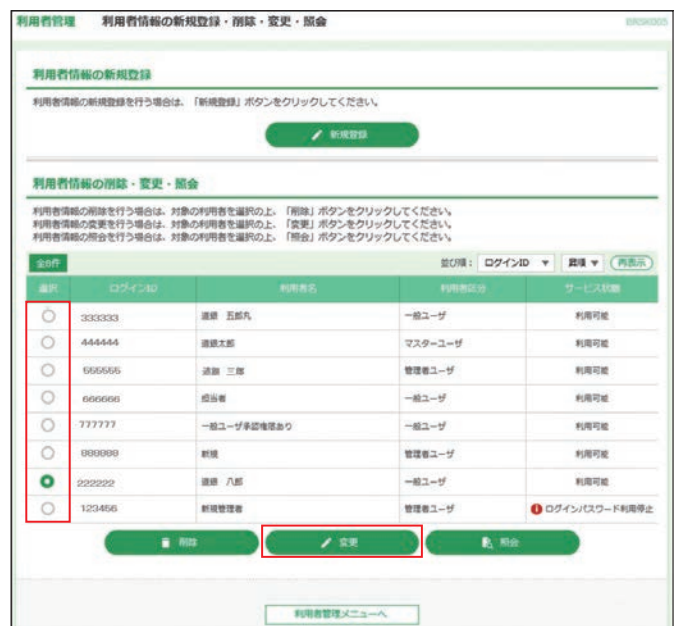 利用者管理 利用者情報の新規登録・削除・変更・照会 BRSK005
利用者情報の新規登録
利用者情報の新規登録を行う場合は、「新規登録」ボタンをクリックしてください。
新規登録
利用者情報の削除・変更・照会
利用者情報の削除を行う場合は、対象の利用者を選択の上、「削除」ボタンをクリックしてください。
利用者情報の変更を行う場合は、対象の利用者を選択の上、「変更」ボタンをクリックしてください。
利用者情報の照会を行う場合は、対象の利用者を選択の上、「照会」ボタンをクリックしてください。
全8件 並び順： ログインID ▼ 昇順 ▼ 再表示
選択 ログインID 利用者名 利用者区分 サービス状態
333333 道銀 五郎丸 一般ユーザ 利用可能
444444 道銀太郎 マスターユーザ 利用可能
555555 道銀 三郎 管理者ユーザ 利用可能
666666 担当者 一般ユーザ 利用可能
777777 一般ユーザ承認権限あり 一般ユーザ 利用可能
888888 新規 管理者ユーザ 利用可能
222222 道銀 八郎 一般ユーザ 利用可能
123456 新規管理者 管理者ユーザ ログインパスワード利用停止
削除 変更 照会
利用者管理メニューへ